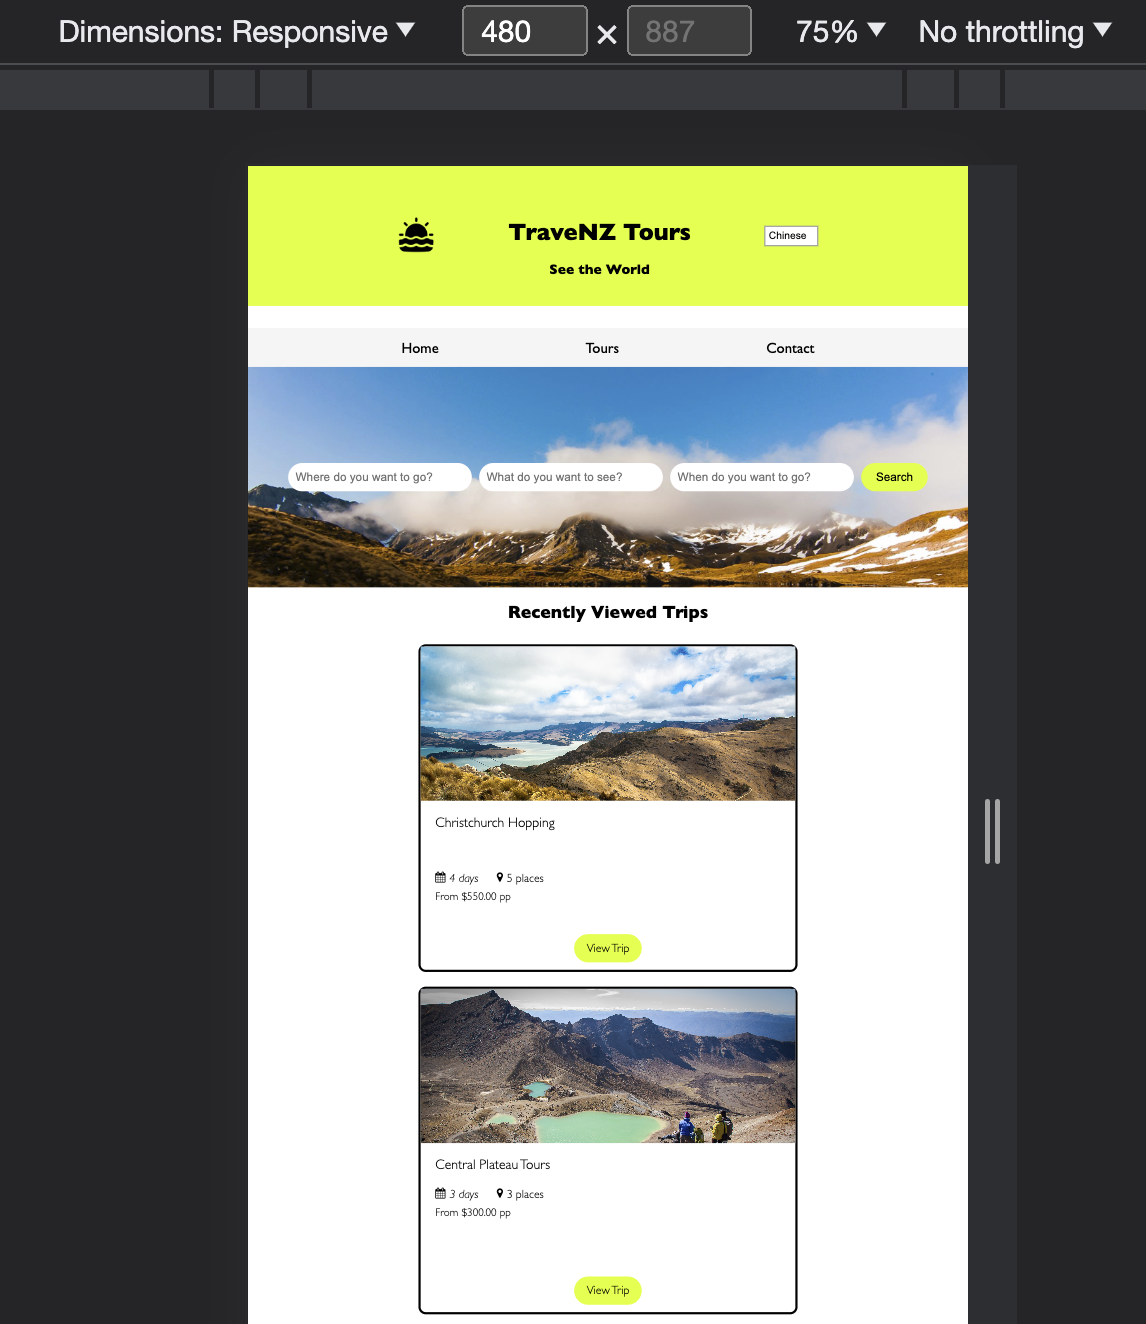 Dimensions: Responsive ▼ 480 × 887 75% ▼ No throttling ▼
TraveNZ Tours
Chinese
See the World
Home Tours Contact
Where do you want to go? What do you want to see? When do you want to go? Search
Recently Viewed Trips
Christchurch Hopping
4 days 5 places
From $550.00 pp
View Trip
Central Plateau Tours
3 days 3 places
From $300.00 pp
View Trip